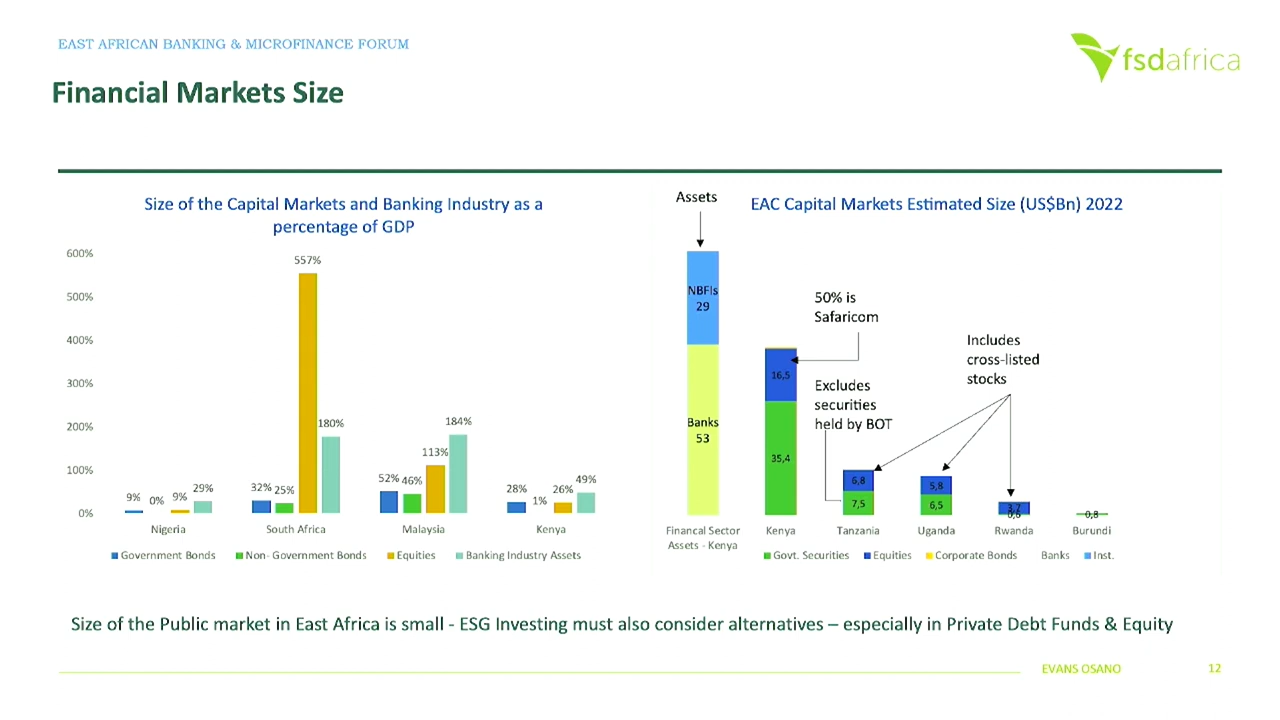 EAST AFRICAN BANKING & MICROFINANCE FORUM
fsdafrica
Financial Markets Size
Size of the Capital Markets and Banking Industry as a
percentage of GDP
600%
500%
400%
300%
200%
100%
0%
9%
0%
9%
29%
32%
25%
557%
180%
52%
46%
113%
184%
28%
1%
26%
49%
Nigeria
South Africa
Malaysia
Kenya
Government Bonds
Non- Government Bonds
Equities
Banking Industry Assets
Assets
EAC Capital Markets Estimated Size (US$Bn) 2022
NBFIs
29
Banks
53
50% is
Safaricom
16,5
35,4
Excludes
securities
held by BOT
Includes
cross-listed
stocks
6,8
7,5
5,8
6,5
3,7
0,6
0,8
Financal Sector
Assets - Kenya
Kenya
Tanzania
Uganda
Rwanda
Burundi
Govt. Securities
Equities
Corporate Bonds
Banks
Inst.
Size of the Public market in East Africa is small - ESG Investing must also consider alternatives – especially in Private Debt Funds & Equity
EVANS OSANO
12